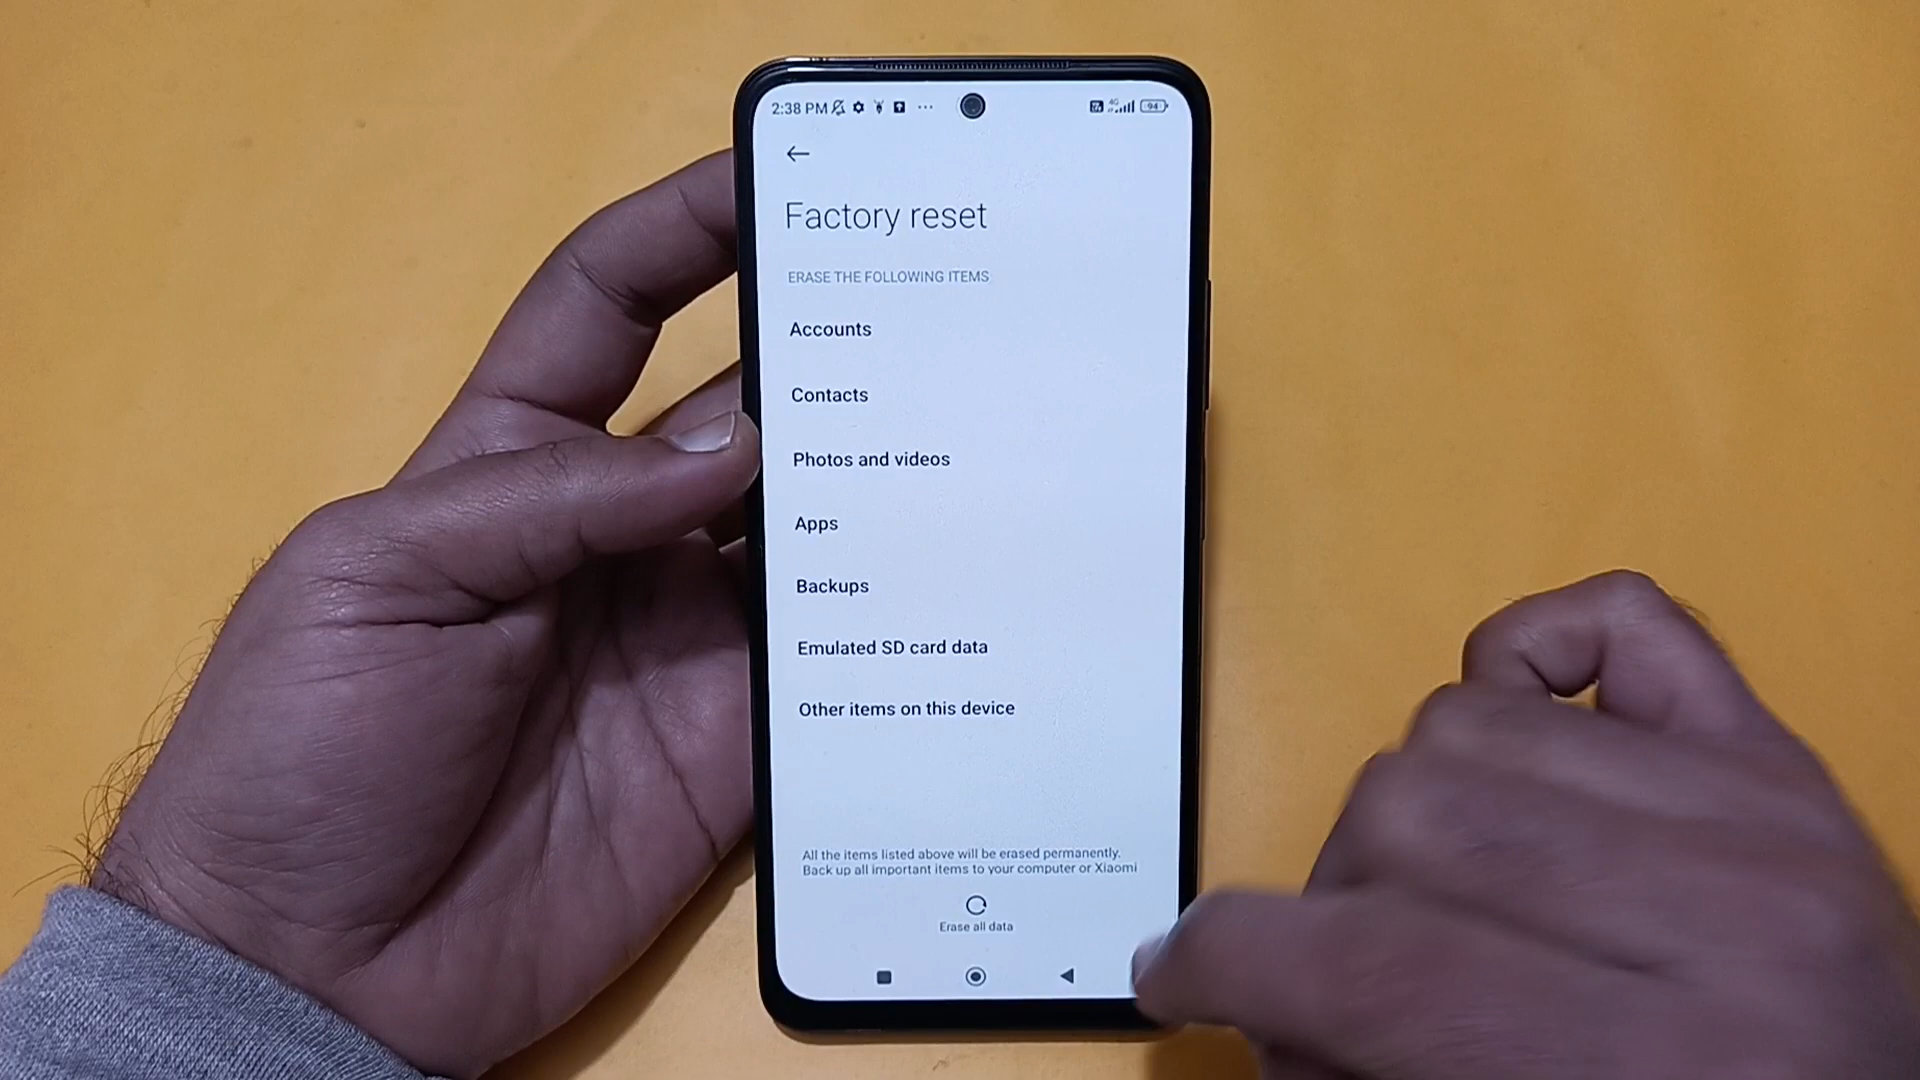 2:38 PM
4G
94
Factory reset
ERASE THE FOLLOWING ITEMS
Accounts
Contacts
Photos and videos
Apps
Backups
Emulated SD card data
Other items on this device
All the items listed above will be erased permanently.
Back up all important items to your computer or Xiaomi
Erase all data